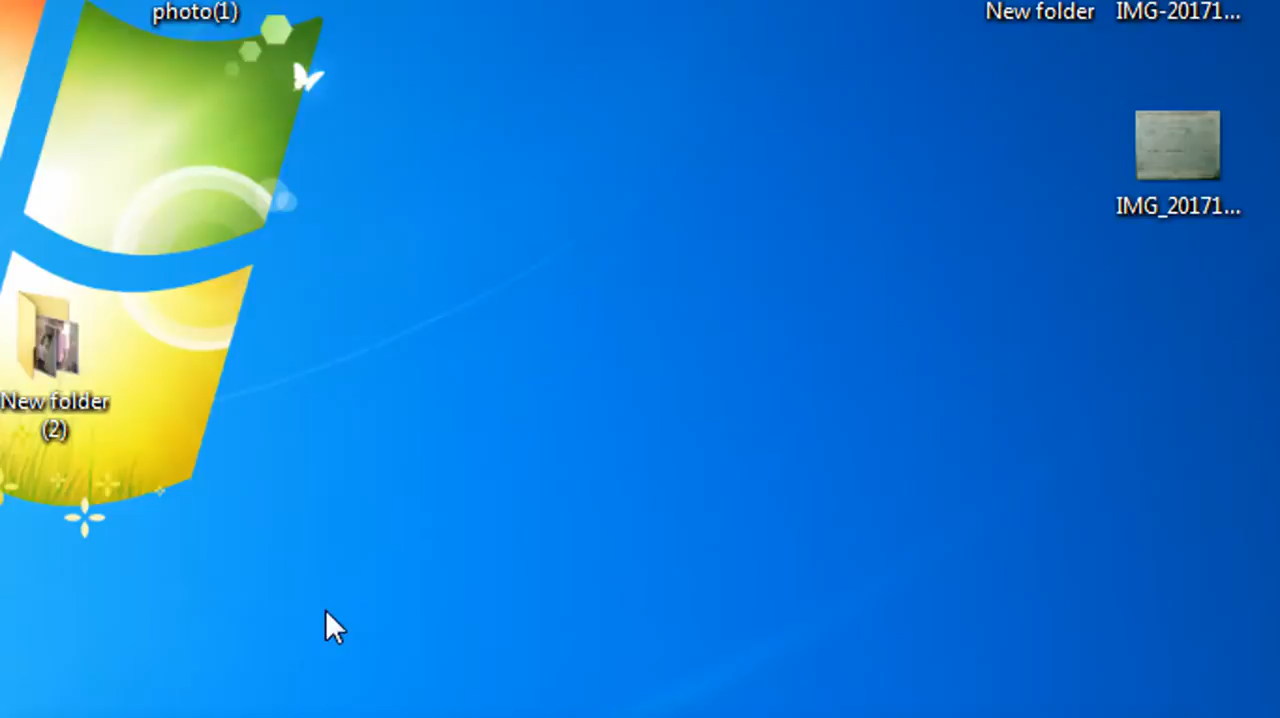 photo(1)
New folder
IMG-20171...
IMG_20171...
New folder
(2)